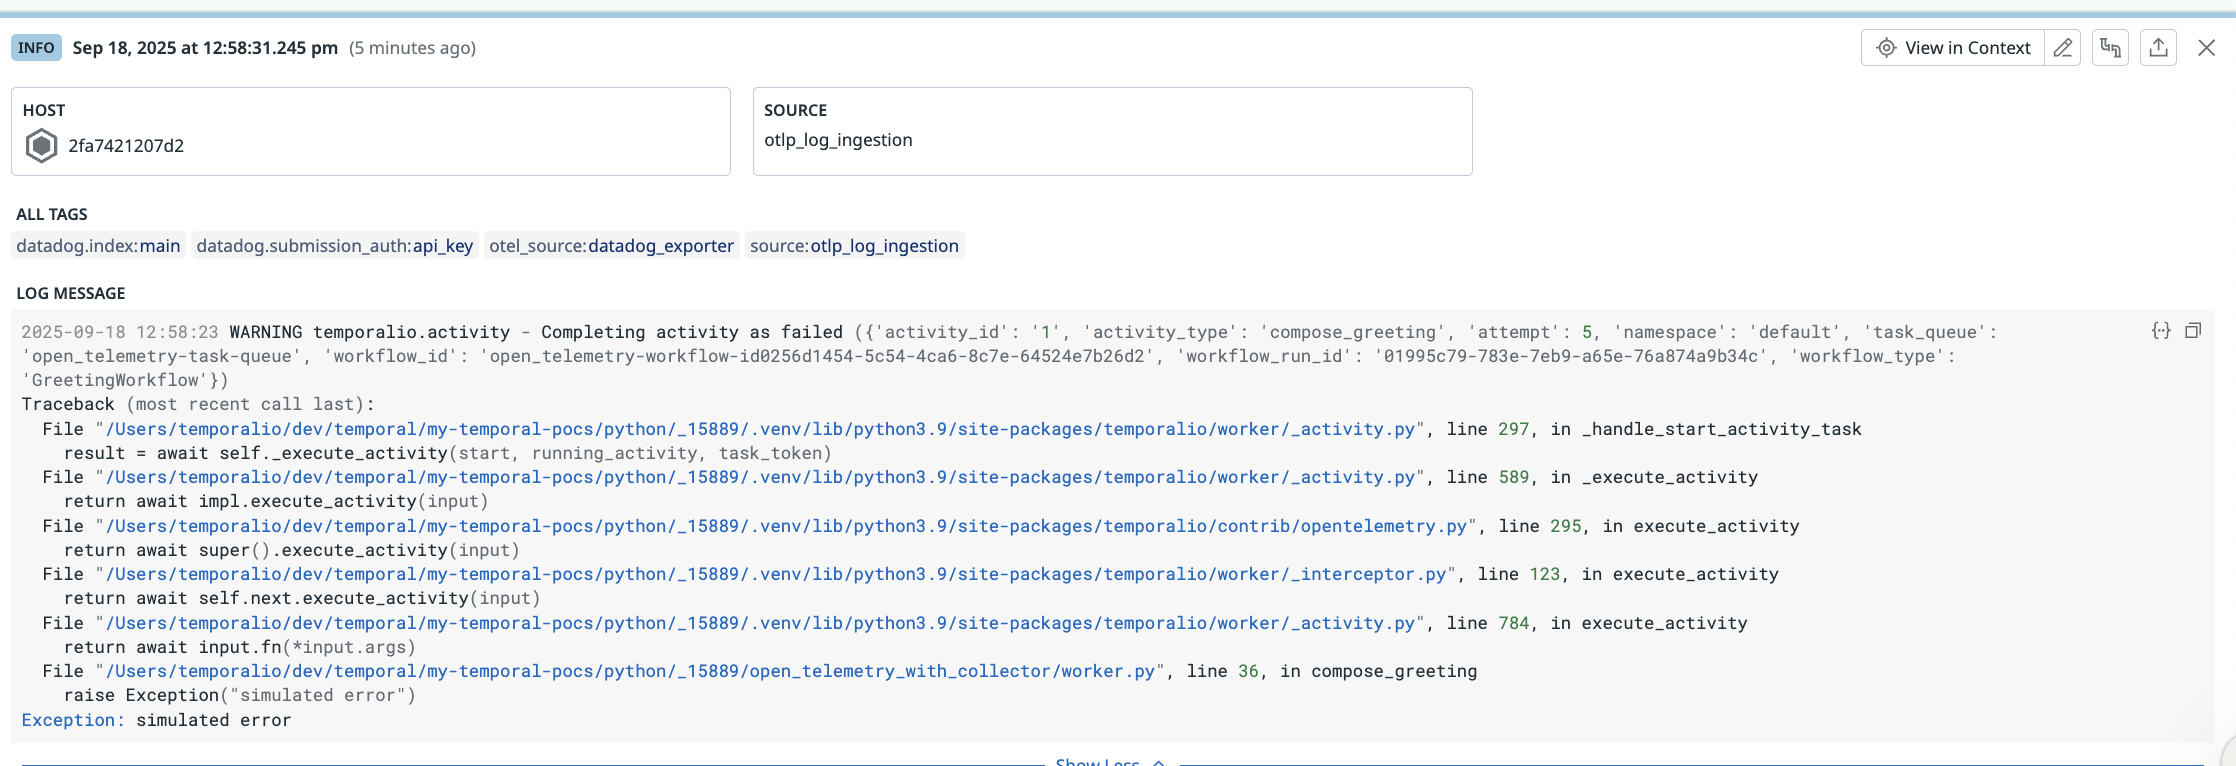 INFO Sep 18, 2025 at 12:58:31.245 pm (5 minutes ago) View in Context
HOST
2fa7421207d2
SOURCE
otlp_log_ingestion
ALL TAGS
datadog.index:main datadog.submission_auth:api_key otel_source:datadog_exporter source:otlp_log_ingestion
LOG MESSAGE
2025-09-18 12:58:23 WARNING temporalio.activity - Completing activity as failed ({'activity_id': '1', 'activity_type': 'compose_greeting', 'attempt': 5, 'namespace': 'default', 'task_queue':
'open_telemetry-task-queue', 'workflow_id': 'open_telemetry-workflow-id0256d1454-5c54-4ca6-8c7e-64524e7b26d2', 'workflow_run_id': '01995c79-783e-7eb9-a65e-76a874a9b34c', 'workflow_type':
'GreetingWorkflow'})
Traceback (most recent call last):
  File "/Users/temporalio/dev/temporal/my-temporal-pocs/python/_15889/.venv/lib/python3.9/site-packages/temporalio/worker/_activity.py", line 297, in _handle_start_activity_task
    result = await self._execute_activity(start, running_activity, task_token)
  File "/Users/temporalio/dev/temporal/my-temporal-pocs/python/_15889/.venv/lib/python3.9/site-packages/temporalio/worker/_activity.py", line 589, in _execute_activity
    return await impl.execute_activity(input)
  File "/Users/temporalio/dev/temporal/my-temporal-pocs/python/_15889/.venv/lib/python3.9/site-packages/temporalio/contrib/opentelemetry.py", line 295, in execute_activity
    return await super().execute_activity(input)
  File "/Users/temporalio/dev/temporal/my-temporal-pocs/python/_15889/.venv/lib/python3.9/site-packages/temporalio/worker/_interceptor.py", line 123, in execute_activity
    return await self.next.execute_activity(input)
  File "/Users/temporalio/dev/temporal/my-temporal-pocs/python/_15889/.venv/lib/python3.9/site-packages/temporalio/worker/_activity.py", line 784, in execute_activity
    return await input.fn(*input.args)
  File "/Users/temporalio/dev/temporal/my-temporal-pocs/python/_15889/open_telemetry_with_collector/worker.py", line 36, in compose_greeting
    raise Exception("simulated error")
Exception: simulated error
Show Less